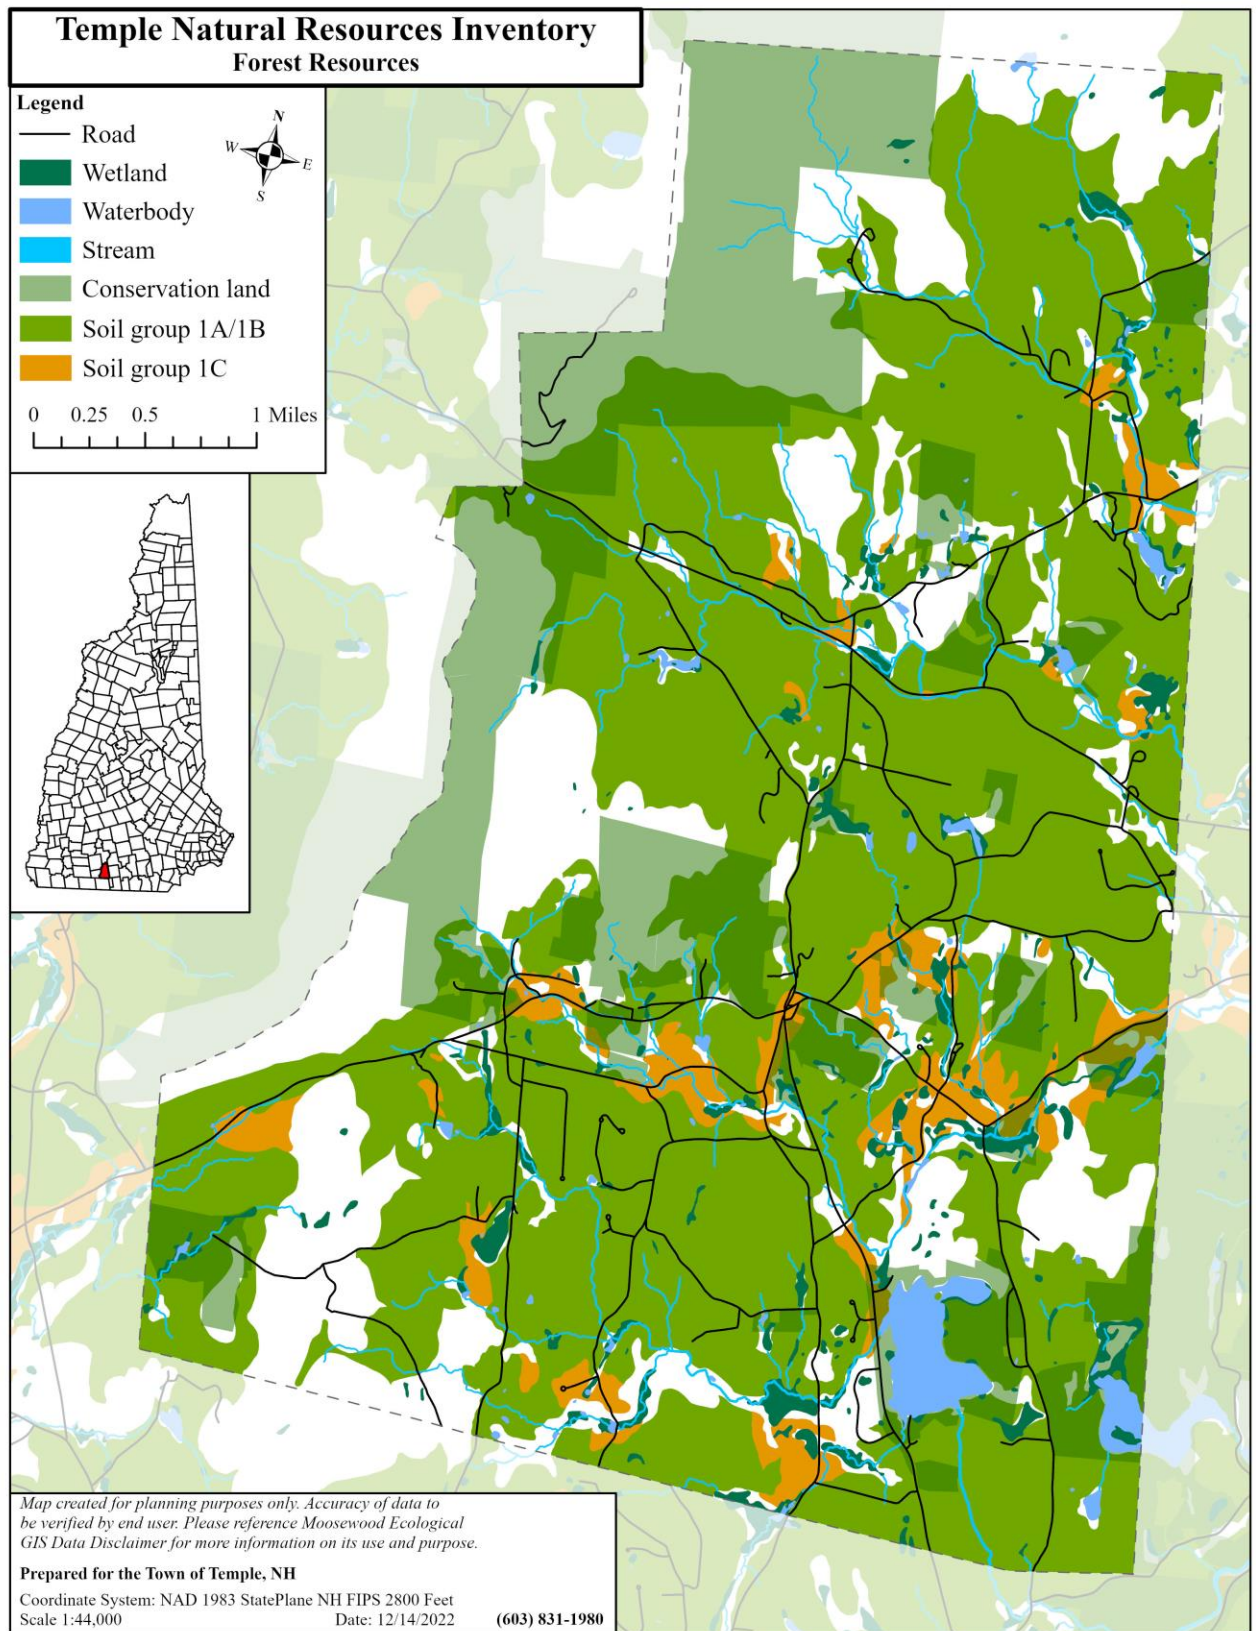 Temple Natural Resources Inventory
Forest Resources
Legend
N
W
E
S
Road
Wetland
Waterbody
Stream
Conservation land
Soil group 1A/1B
Soil group 1C
0 0.25 0.5 1 Miles
Map created for planning purposes only. Accuracy of data to
be verified by end user. Please reference Moosewood Ecological
GIS Data Disclaimer for more information on its use and purpose.
Prepared for the Town of Temple, NH
Coordinate System: NAD 1983 StatePlane NH FIPS 2800 Feet
Scale 1:44,000 Date: 12/14/2022 (603) 831-1980